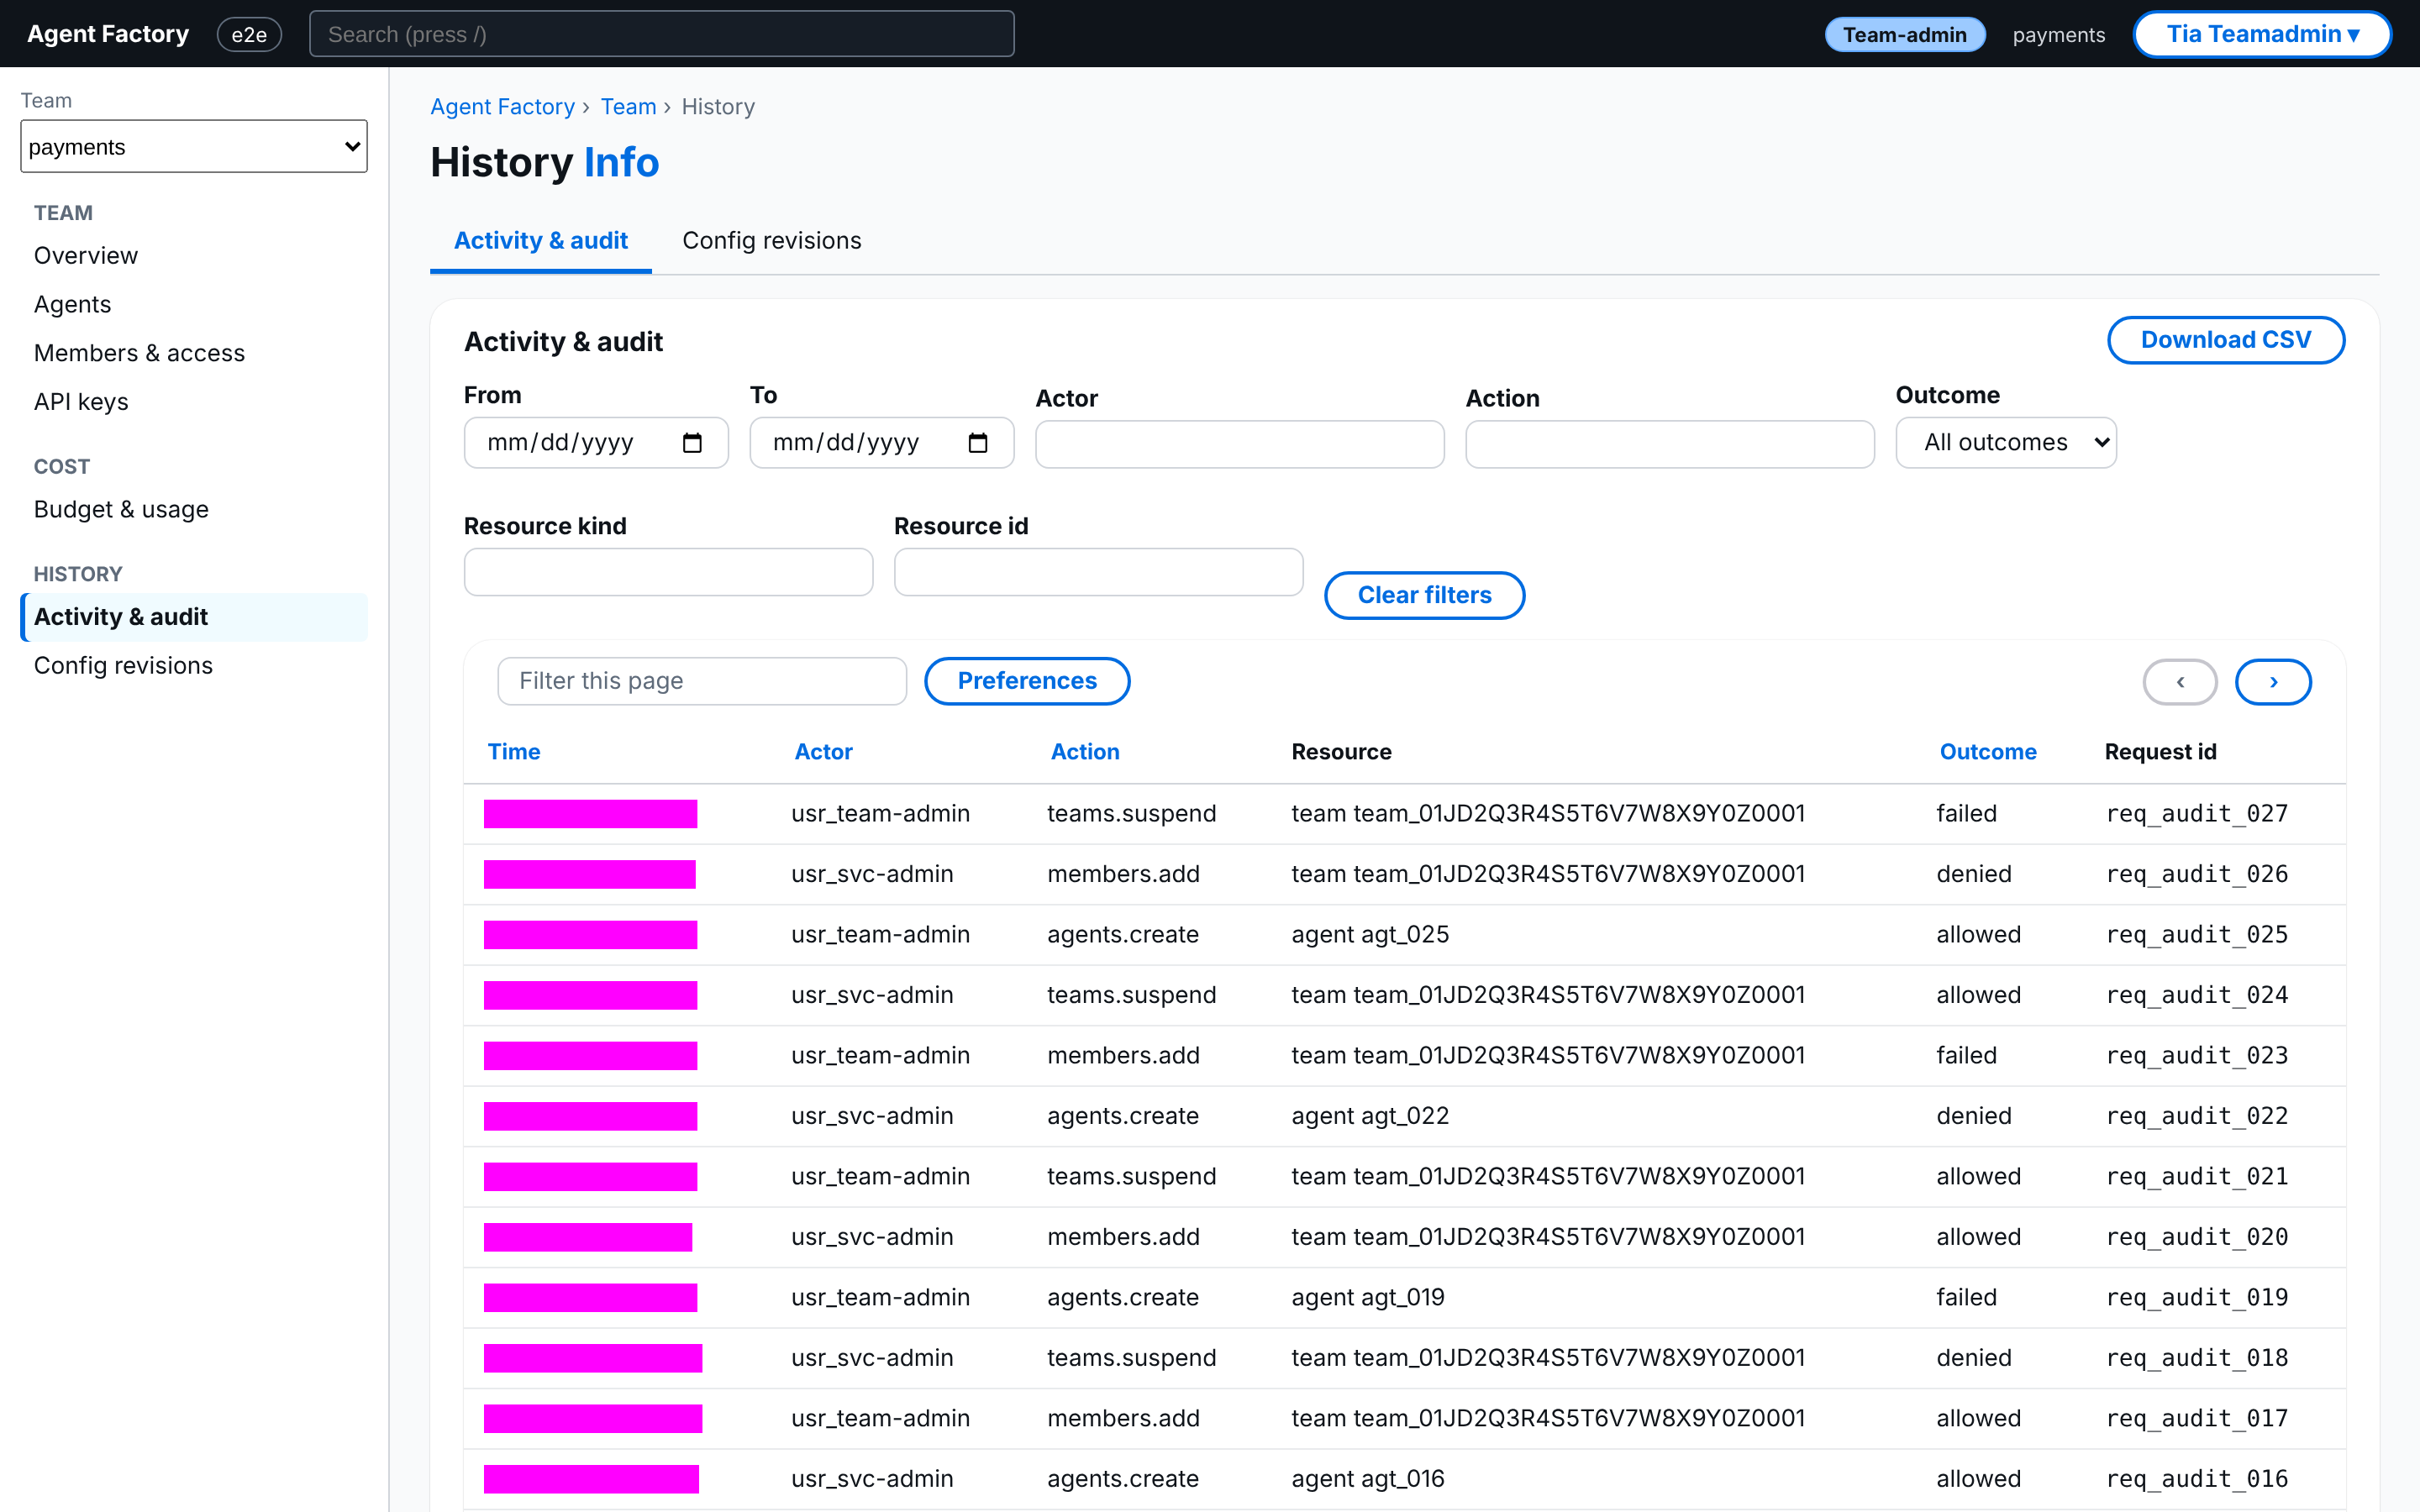 Agent Factory e2e Search (press /) Team-admin payments Tia Teamadmin ▾
Team
payments
TEAM
Overview
Agents
Members & access
API keys
COST
Budget & usage
HISTORY
Activity & audit
Config revisions
Agent Factory › Team › History
History Info
Activity & audit Config revisions
Activity & audit Download CSV
From To Actor Action Outcome
mm/dd/yyyy mm/dd/yyyy All outcomes
Resource kind Resource id
Clear filters
Filter this page Preferences ‹ ›
Time Actor Action Resource Outcome Request id
usr_team-admin teams.suspend team team_01JD2Q3R4S5T6V7W8X9Y0Z0001 failed req_audit_027
usr_svc-admin members.add team team_01JD2Q3R4S5T6V7W8X9Y0Z0001 denied req_audit_026
usr_team-admin agents.create agent agt_025 allowed req_audit_025
usr_svc-admin teams.suspend team team_01JD2Q3R4S5T6V7W8X9Y0Z0001 allowed req_audit_024
usr_team-admin members.add team team_01JD2Q3R4S5T6V7W8X9Y0Z0001 failed req_audit_023
usr_svc-admin agents.create agent agt_022 denied req_audit_022
usr_team-admin teams.suspend team team_01JD2Q3R4S5T6V7W8X9Y0Z0001 allowed req_audit_021
usr_svc-admin members.add team team_01JD2Q3R4S5T6V7W8X9Y0Z0001 allowed req_audit_020
usr_team-admin agents.create agent agt_019 failed req_audit_019
usr_svc-admin teams.suspend team team_01JD2Q3R4S5T6V7W8X9Y0Z0001 denied req_audit_018
usr_team-admin members.add team team_01JD2Q3R4S5T6V7W8X9Y0Z0001 allowed req_audit_017
usr_svc-admin agents.create agent agt_016 allowed req_audit_016